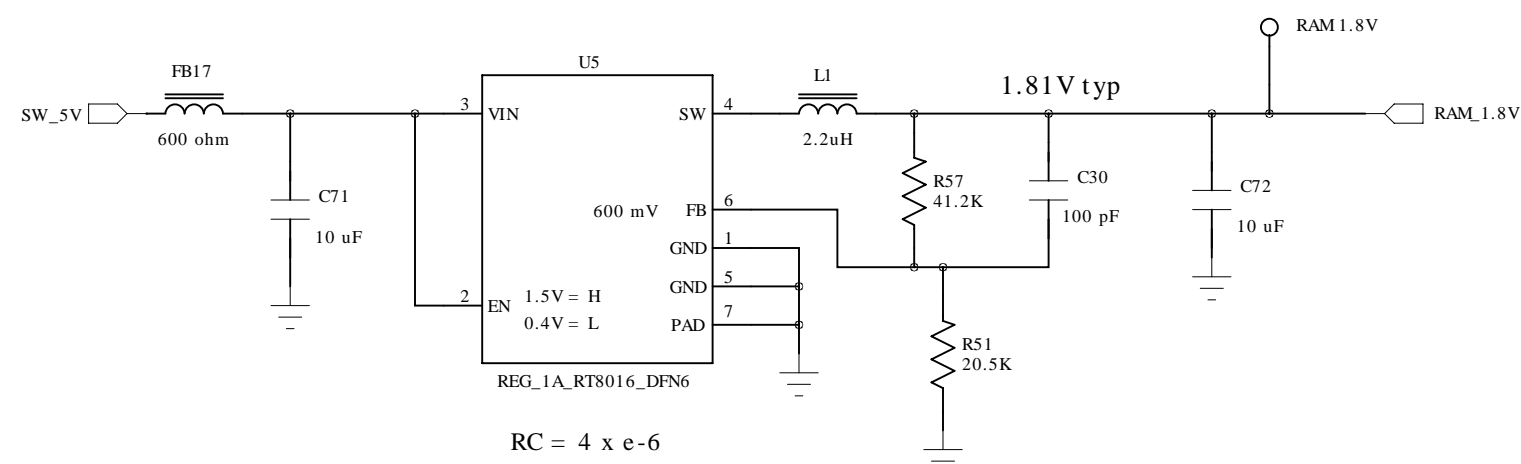 RAM1.8V
U5
FB17
L1
1.81V typ
SW_5V
3
VIN
SW
4
RAM_1.8V
600 ohm
2.2uH
C71
10 uF
R57
41.2K
C30
100 pF
C72
10 uF
600 mV
FB
6
GND
1
GND
5
2
EN
1.5V = H
0.4V = L
PAD
7
R51
20.5K
REG_1A_RT8016_DFN6
RC = 4 x e-6